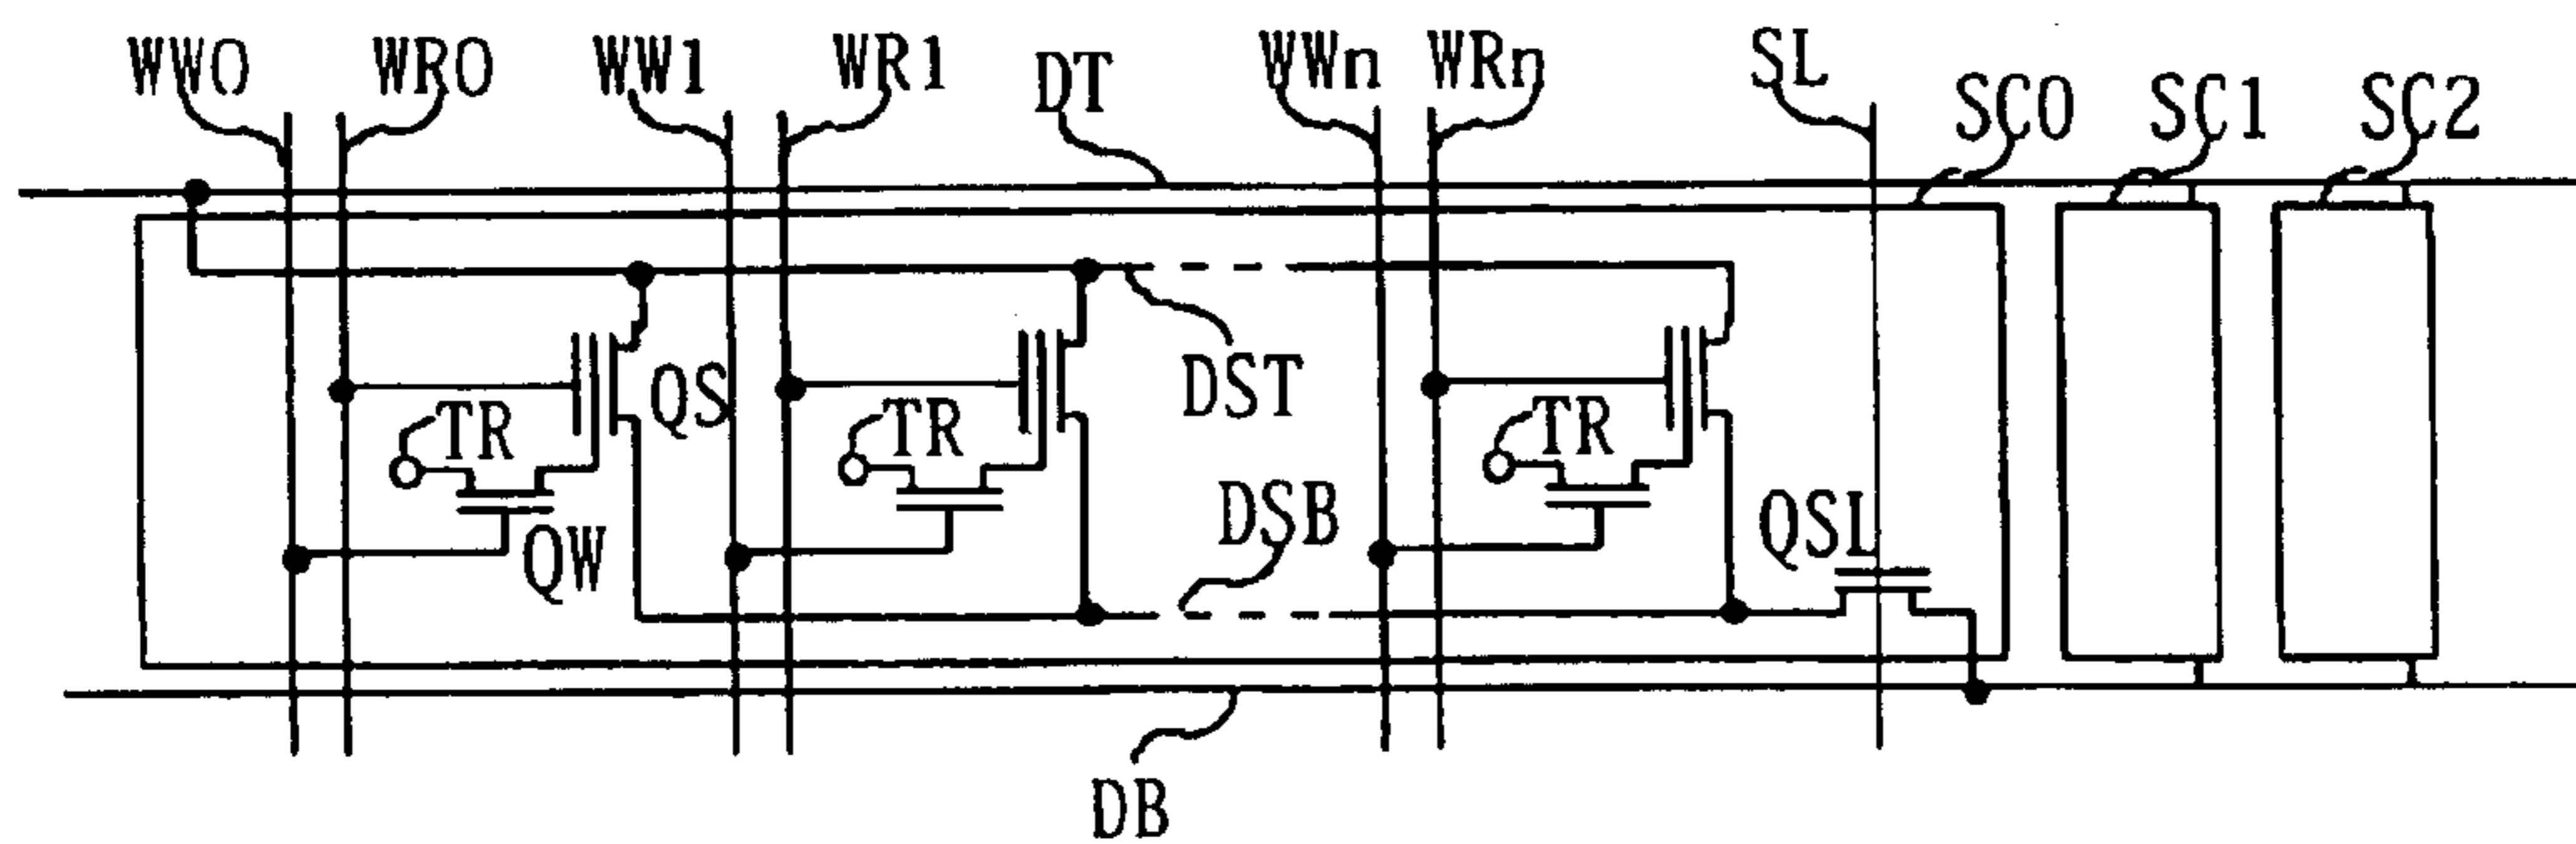 WW0 WR0 WW1 WR1 DT WWn WRn SL SC0 SC1 SC2
QS DST
TR TR TR
DSB QSL
QW
DB